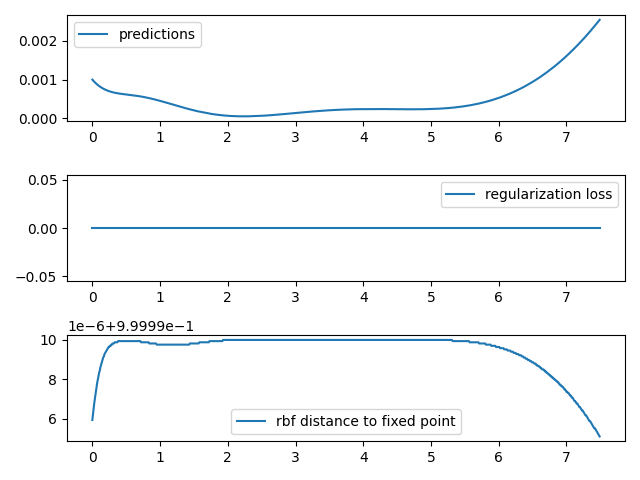 predictions
0.002
0.001
0.000
0 1 2 3 4 5 6 7
regularization loss
0.05
0.00
−0.05
0 1 2 3 4 5 6 7
1e−6+9.9999e−1
10
8
6
rbf distance to fixed point
0 1 2 3 4 5 6 7